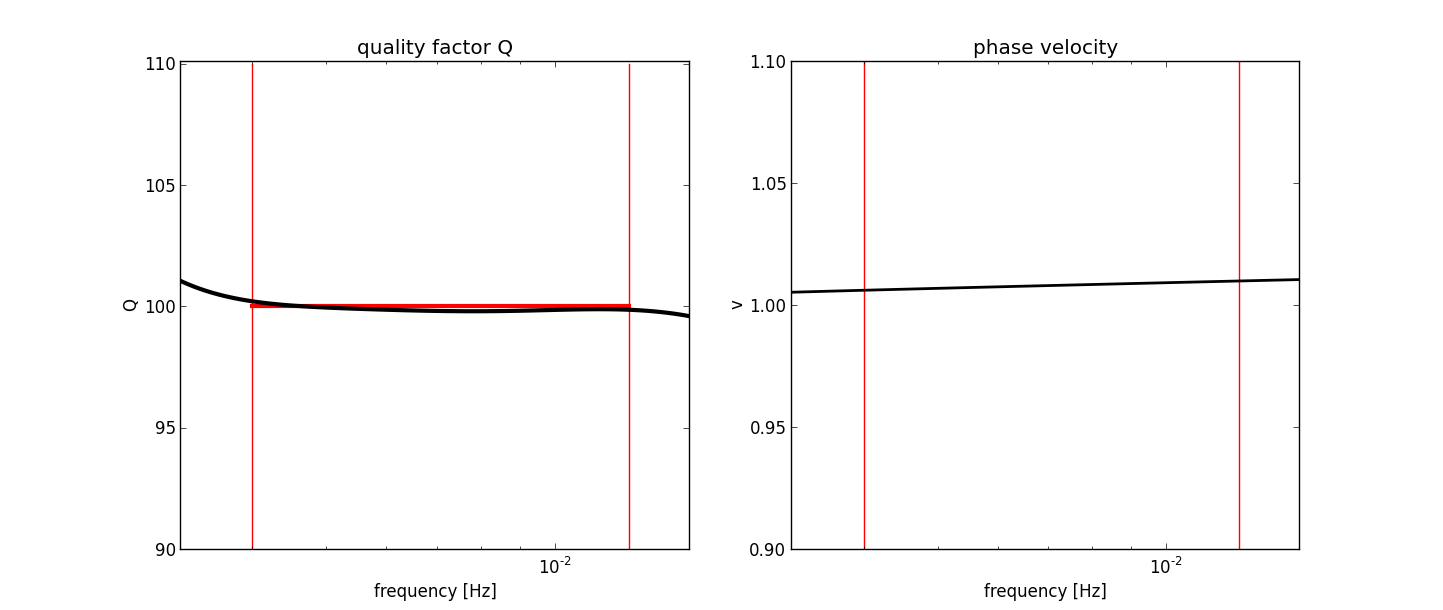 quality factor Q
110
105
100
95
90
Q
10^-2
frequency [Hz]
phase velocity
1.10
1.05
1.00
0.95
0.90
v
10^-2
frequency [Hz]